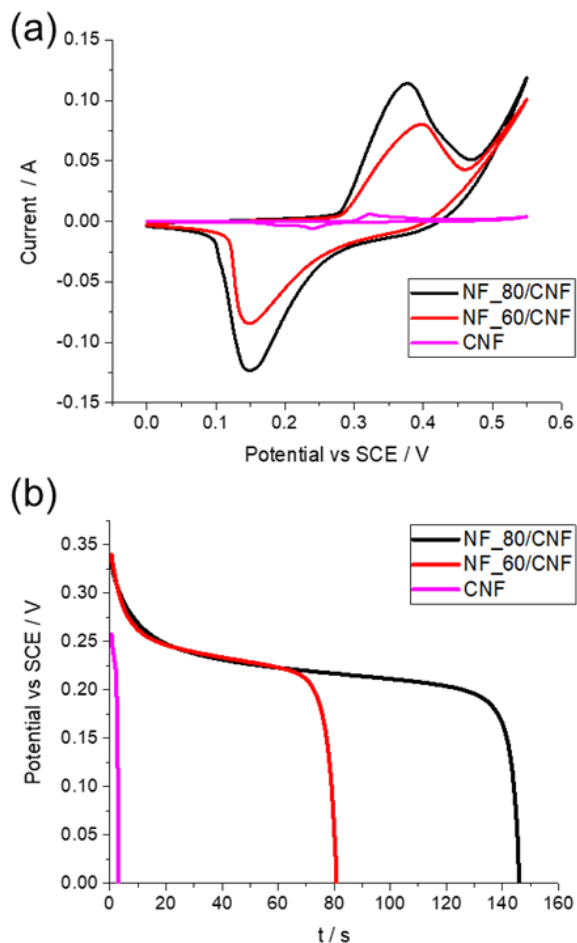 (a)
0.15
0.10
0.05
0.00
-0.05
-0.10
-0.15
Current / A
NF_80/CNF
NF_60/CNF
CNF
0.0 0.1 0.2 0.3 0.4 0.5 0.6
Potential vs SCE / V
(b)
0.35
0.30
0.25
0.20
0.15
0.10
0.05
0.00
Potential vs SCE / V
NF_80/CNF
NF_60/CNF
CNF
0 20 40 60 80 100 120 140 160
t / s